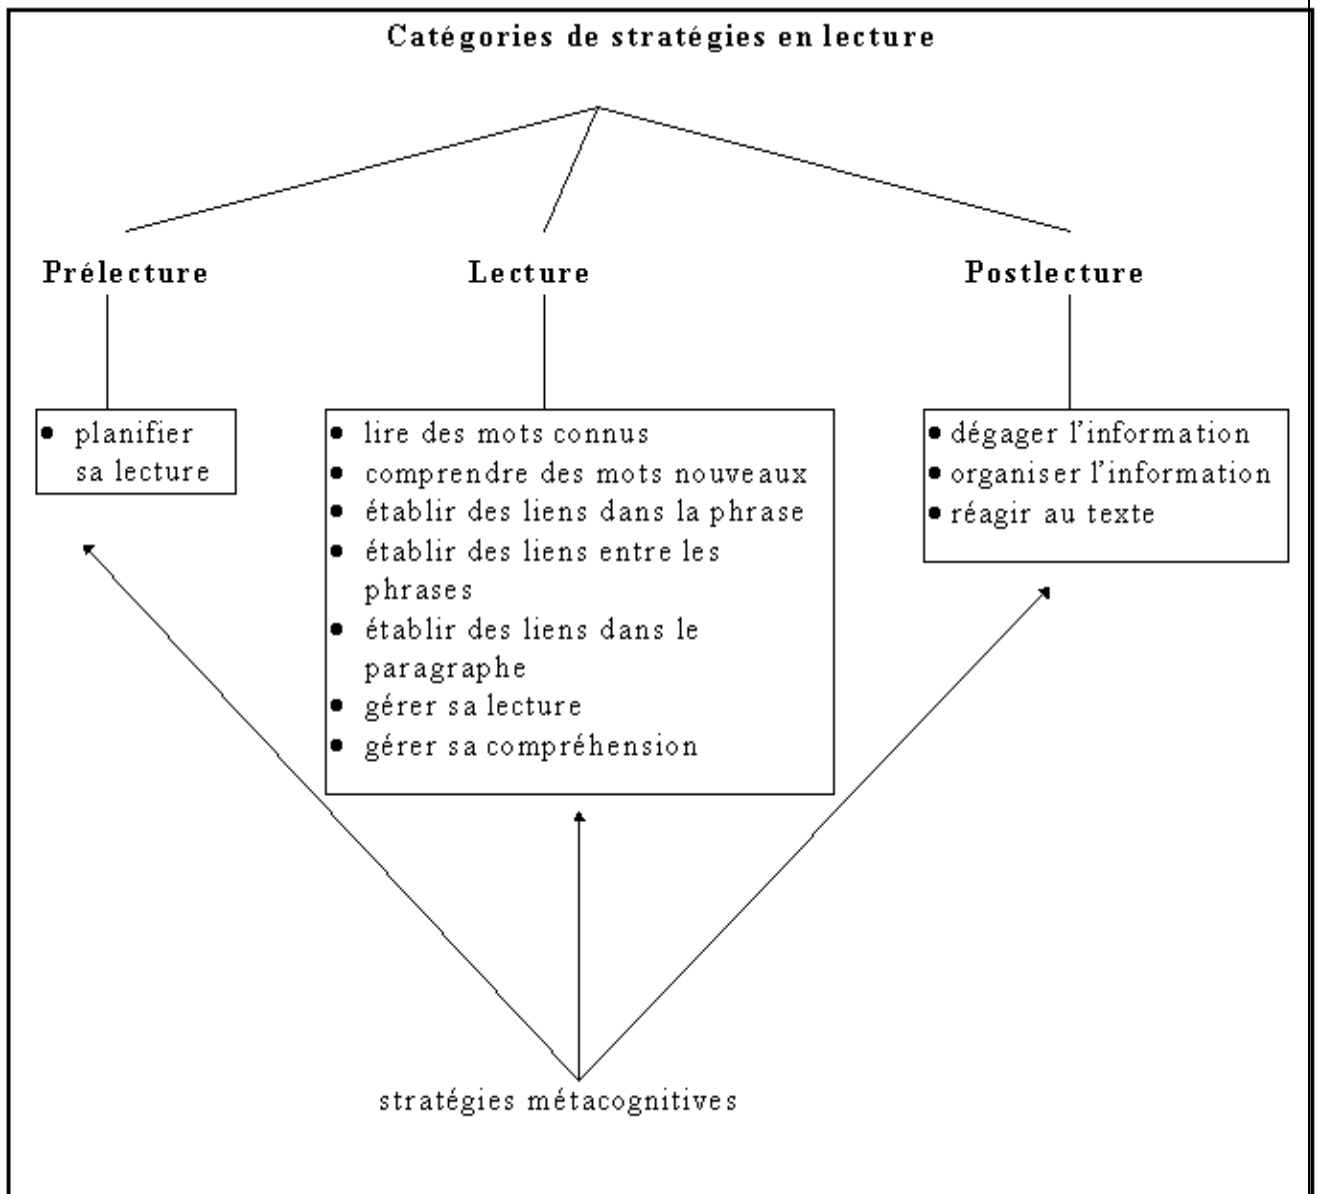 Catégories de stratégies en lecture
Prélecture
Lecture
Postlecture
• planifier
sa lecture
• lire des mots connus
• comprendre des mots nouveaux
• établir des liens dans la phrase
• établir des liens entre les
phrases
• établir des liens dans le
paragraphe
• gérer sa lecture
• gérer sa compréhension
• dégager l'information
• organiser l'information
• réagir au texte
stratégies métacognitives